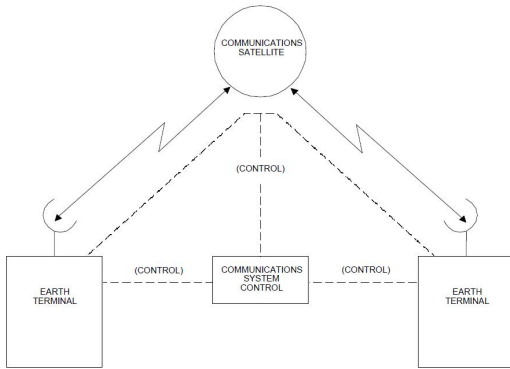 COMMUNICATIONS
SATELLITE
(CONTROL)
(CONTROL)
COMMUNICATIONS
SYSTEM
CONTROL
(CONTROL)
EARTH
TERMINAL
EARTH
TERMINAL